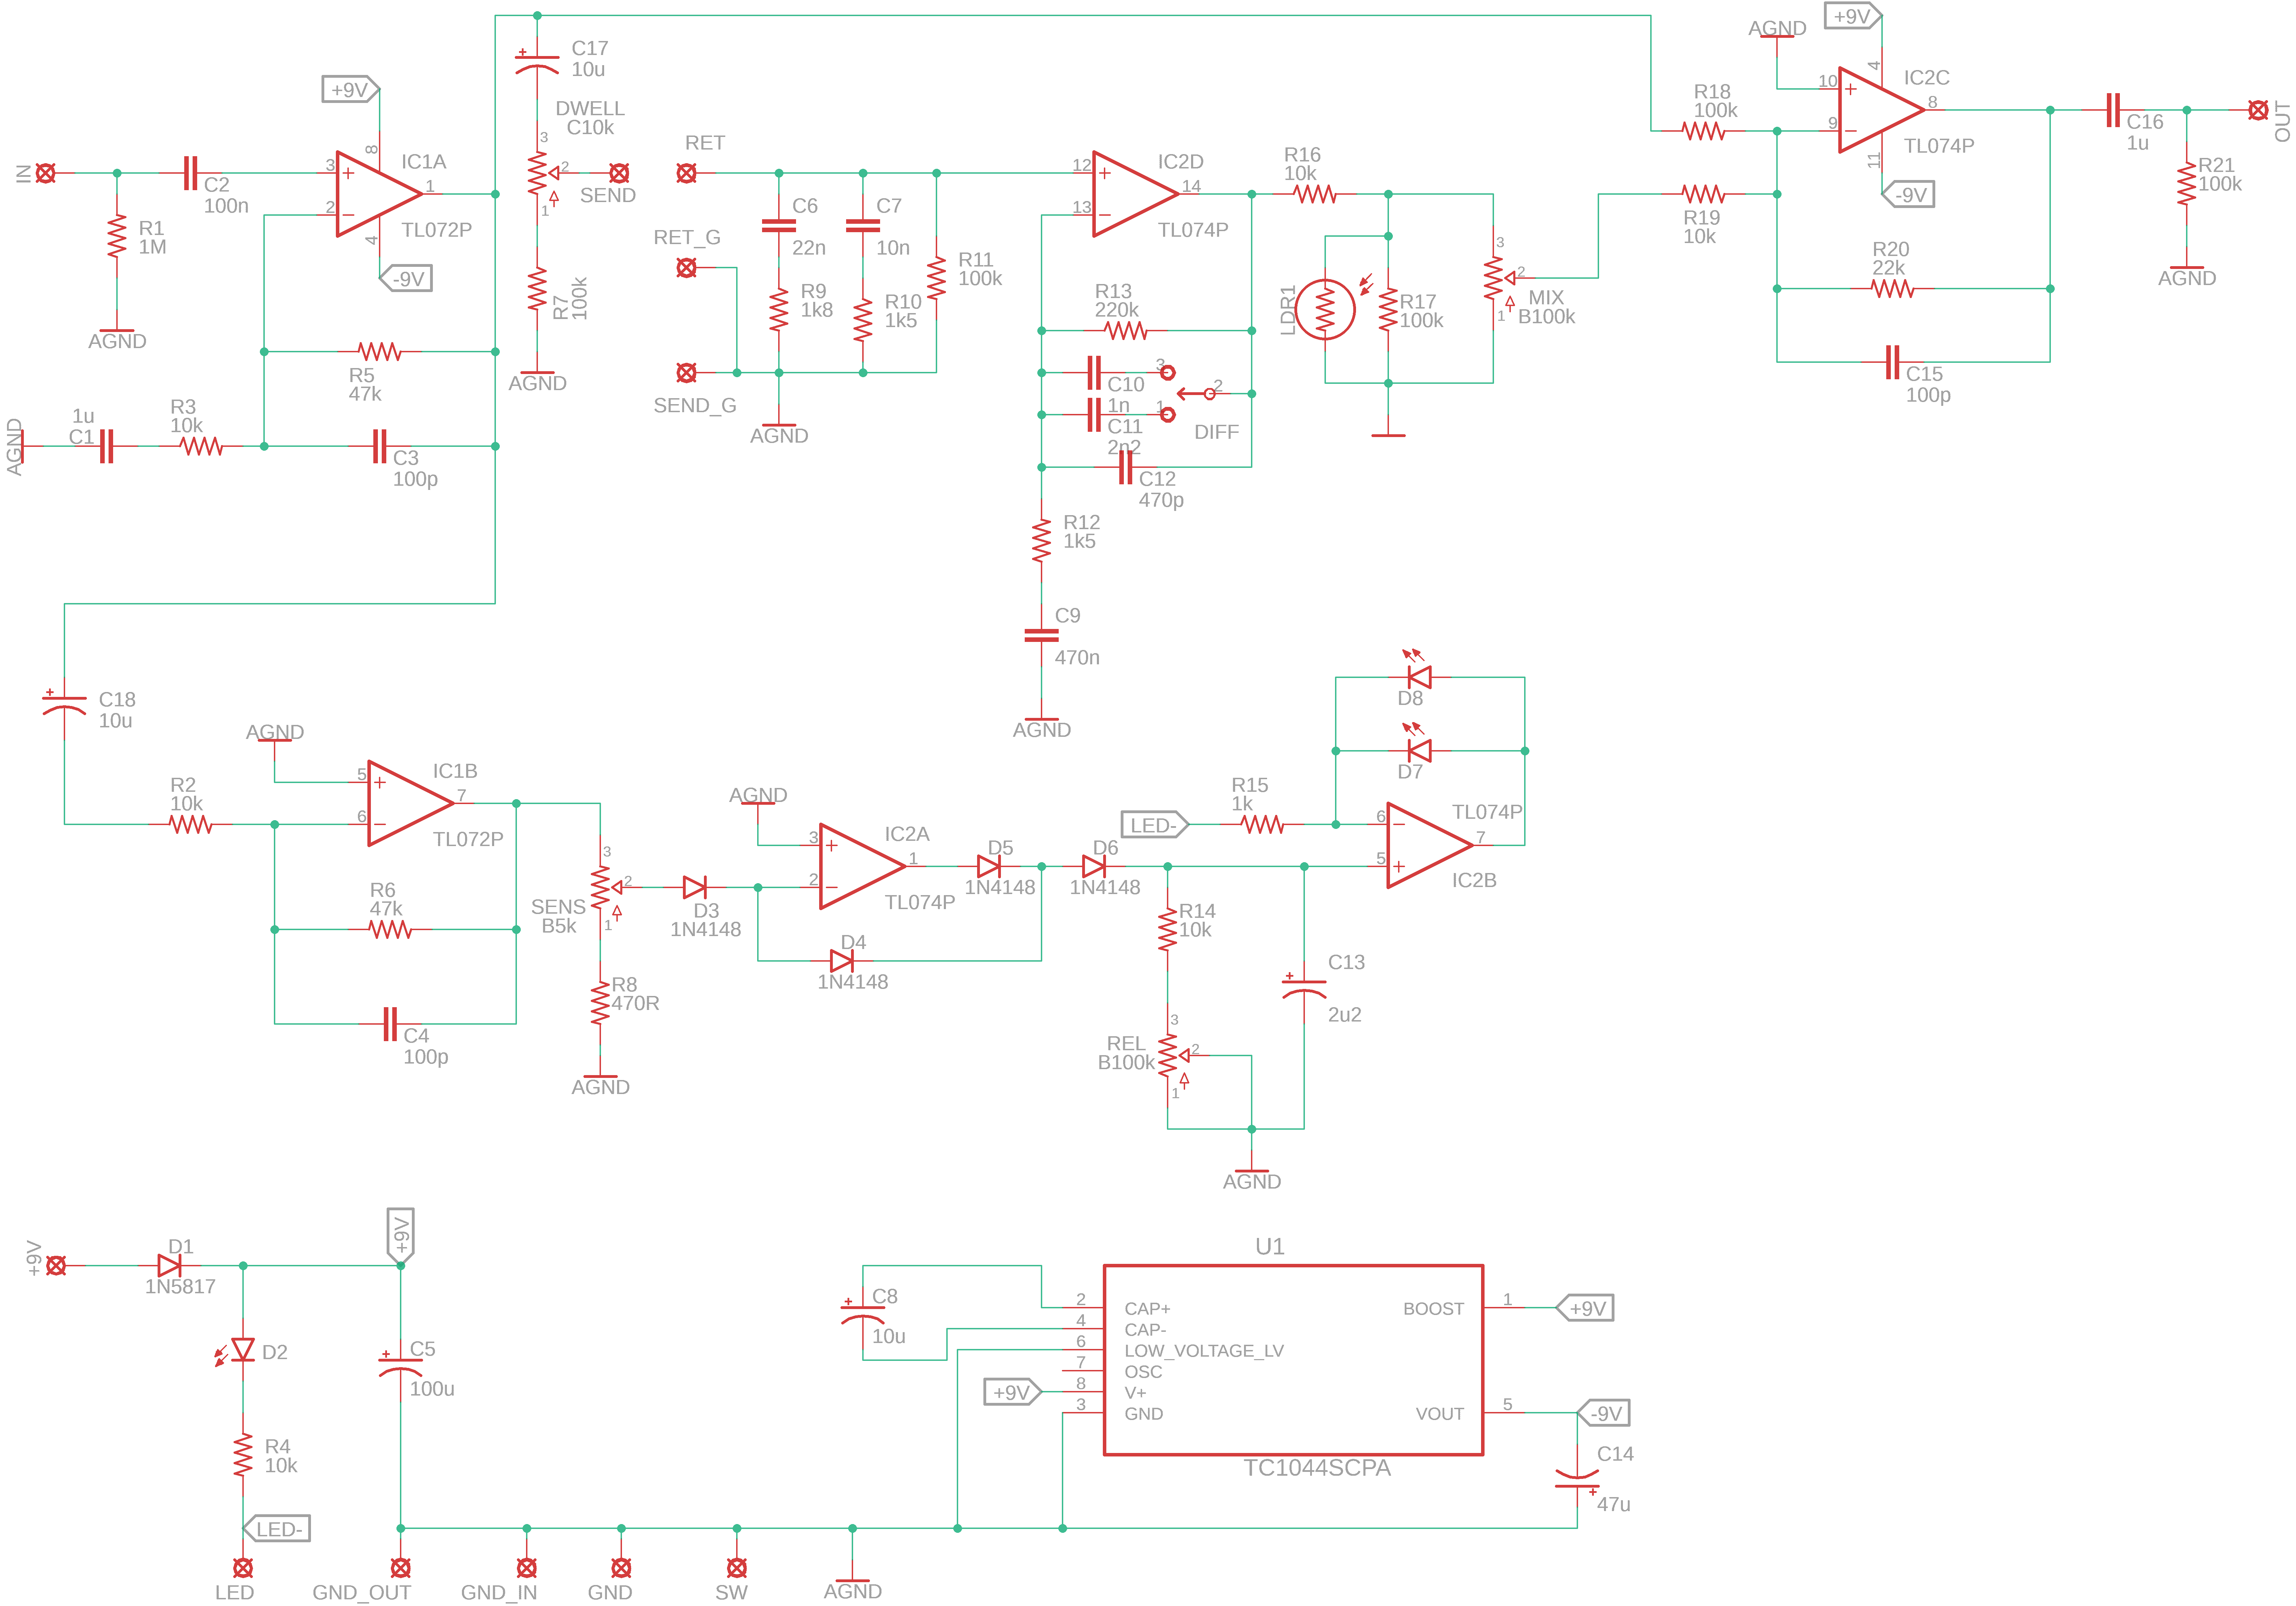 +9V
AGND
C17
10u
IC2C
+9V
R18
100k
10
4
8
OUT
DWELL
C10k
9
11
TL074P
C16
1u
3
IN
8
IC1A
RET
12
IC2D
R16
10k
R21
100k
C2
100n
3
1
2
SEND
14
-9V
2
4
TL072P
1
C6
C7
13
TL074P
R19
10k
R1
1M
-9V
RET_G
22n
10n
3
R20
22k
AGND
R7
100k
R9
1k8
R10
1k5
R11
100k
R13
220k
LDR1
R17
100k
2
MIX
B100k
1
AGND
R5
47k
AGND
3
C10
1n
2
C15
100p
AGND
1u
C1
R3
10k
C3
100p
SEND_G
AGND
C11
2n2
1
DIFF
C12
470p
R12
1k5
C9
470n
AGND
C18
10u
D8
D7
AGND
5
IC1B
R2
10k
6
7
TL072P
AGND
R15
1k
LED-
TL074P
6
7
3
IC2A
D5
1N4148
D6
1N4148
5
IC2B
3
2
1
TL074P
R6
47k
SENS
B5k
2
1
D3
1N4148
D4
1N4148
R14
10k
C13
2u2
C4
100p
R8
470R
AGND
3
REL
B100k
2
1
AGND
+9V
+9V
D1
1N5817
U1
C8
10u
2
CAP+
BOOST
1
+9V
4
CAP-
6
LOW_VOLTAGE_LV
7
OSC
+9V
8
V+
3
GND
VOUT
5
-9V
D2
C5
100u
TC1044SCPA
C14
47u
R4
10k
LED-
LED
GND_OUT
GND_IN
GND
SW
AGND